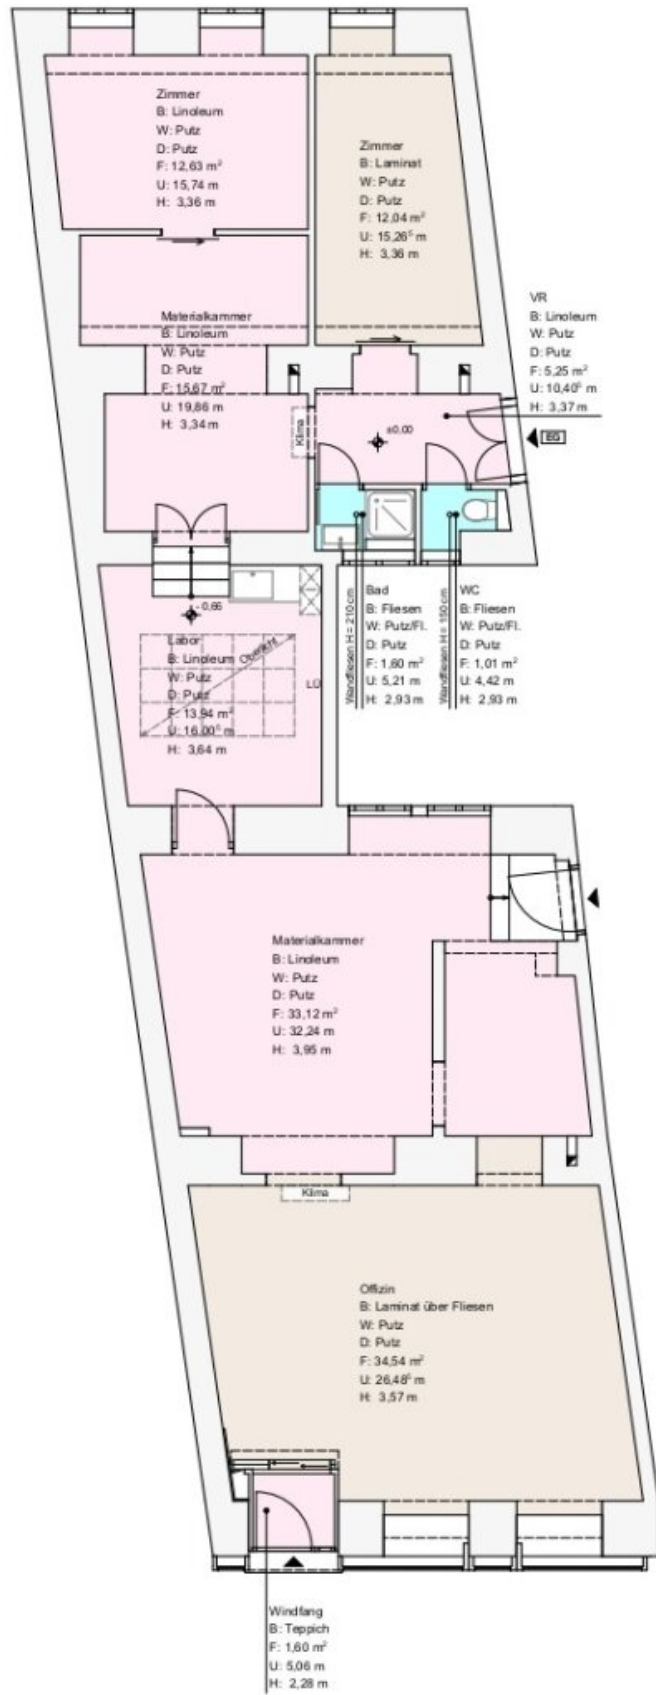 Zimmer
B: Linoleum
W: Putz
D: Putz
F: 12,63 m²
U: 15,74 m
H: 3,36 m
Zimmer
B: Laminat
W: Putz
D: Putz
F: 12,04 m²
U: 15,26⁵ m
H: 3,36 m
VR
B: Linoleum
W: Putz
D: Putz
F: 5,25 m²
U: 10,40⁵ m
H: 3,37 m
Materialkammer
B: Linoleum
W: Putz
D: Putz
F: 15,67 m²
U: 19,86 m
H: 3,34 m
Klima
±0,00
EG
-0,66
Labor
B: Linoleum
W: Putz
D: Putz
F: 13,94 m²
U: 16,00⁵ m
H: 3,64 m
Oberlicht
LÜ
Wandfliesen H = 210 cm
Bad
B: Fliesen
W: Putz/Fl.
D: Putz
F: 1,60 m²
U: 5,21 m
H: 2,93 m
Wandfliesen H = 150 cm
WC
B: Fliesen
W: Putz/Fl.
D: Putz
F: 1,01 m²
U: 4,42 m
H: 2,93 m
Materialkammer
B: Linoleum
W: Putz
D: Putz
F: 33,12 m²
U: 32,24 m
H: 3,95 m
Klima
Offizin
B: Laminat über Fliesen
W: Putz
D: Putz
F: 34,54 m²
U: 26,48⁵ m
H: 3,57 m
Windfang
B: Teppich
F: 1,60 m²
U: 5,06 m
H: 2,28 m